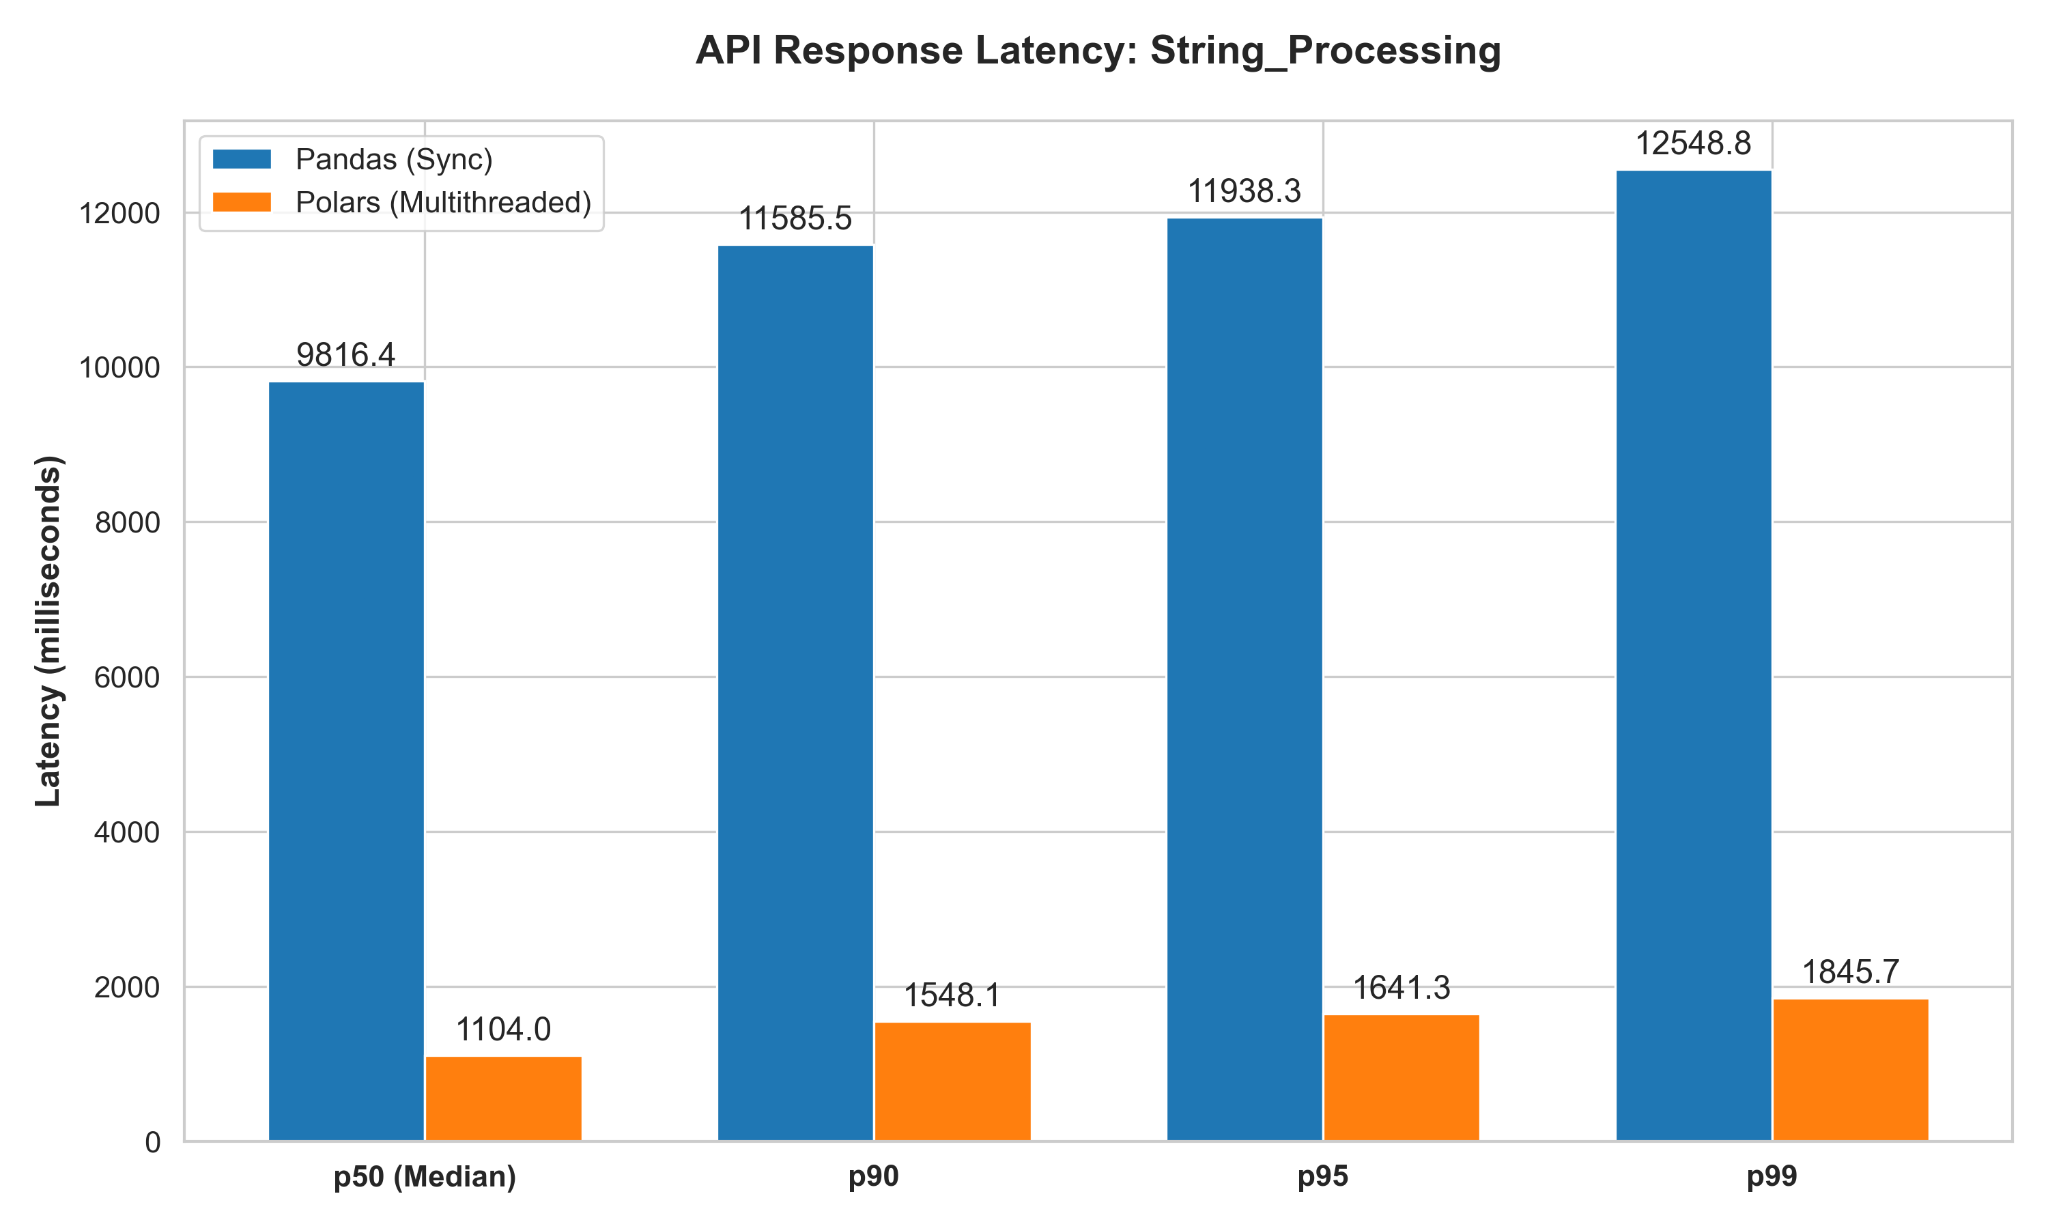 API Response Latency: String_Processing
Pandas (Sync)
Polars (Multithreaded)
Latency (milliseconds)
12000
10000
8000
6000
4000
2000
0
9816.4
1104.0
11585.5
1548.1
11938.3
1641.3
12548.8
1845.7
p50 (Median)
p90
p95
p99